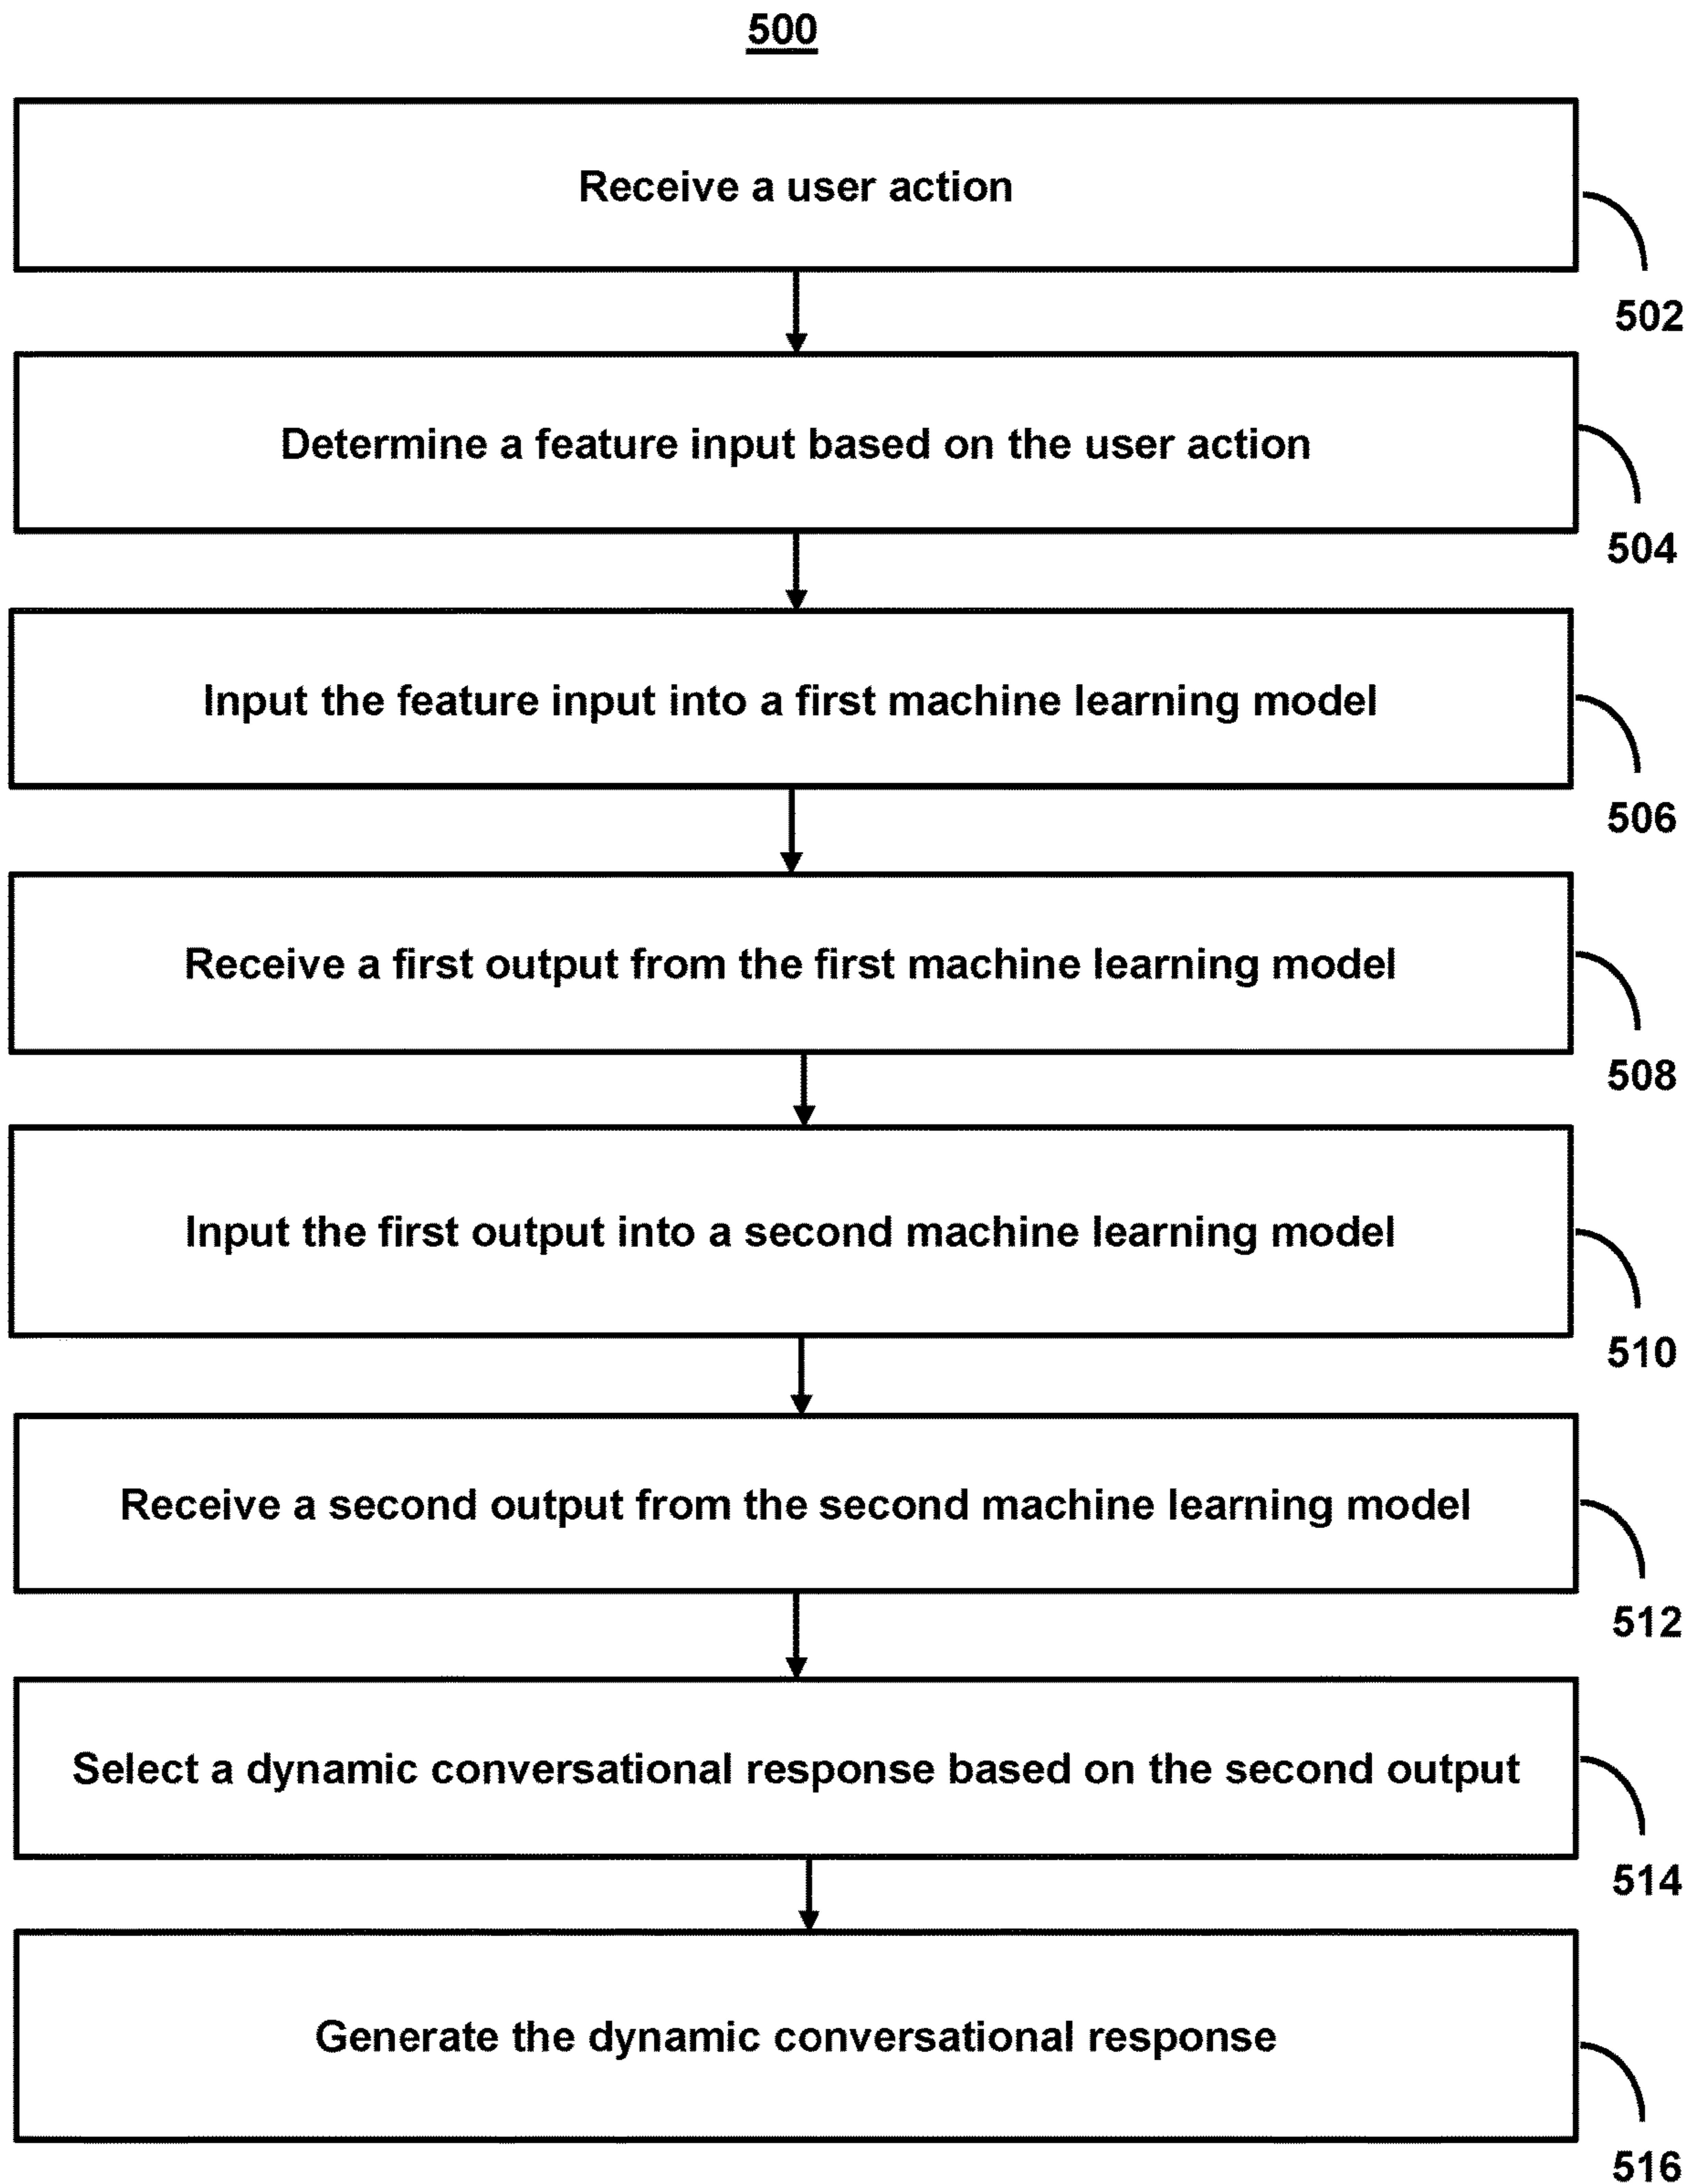 500
Receive a user action
502
Determine a feature input based on the user action
504
Input the feature input into a first machine learning model
506
Receive a first output from the first machine learning model
508
Input the first output into a second machine learning model
510
Receive a second output from the second machine learning model
512
Select a dynamic conversational response based on the second output
514
Generate the dynamic conversational response
516